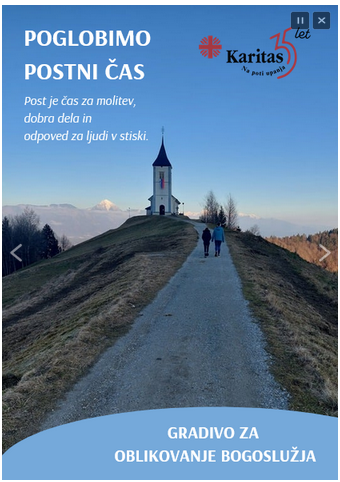 POGLOBIMO
POSTNI ČAS
Post je čas za molitev,
dobra dela in
odpoved za ljudi v stiski.
Karitas
35 let
Na poti upanja
GRADIVO ZA
OBLIKOVANJE BOGOSLUŽJA